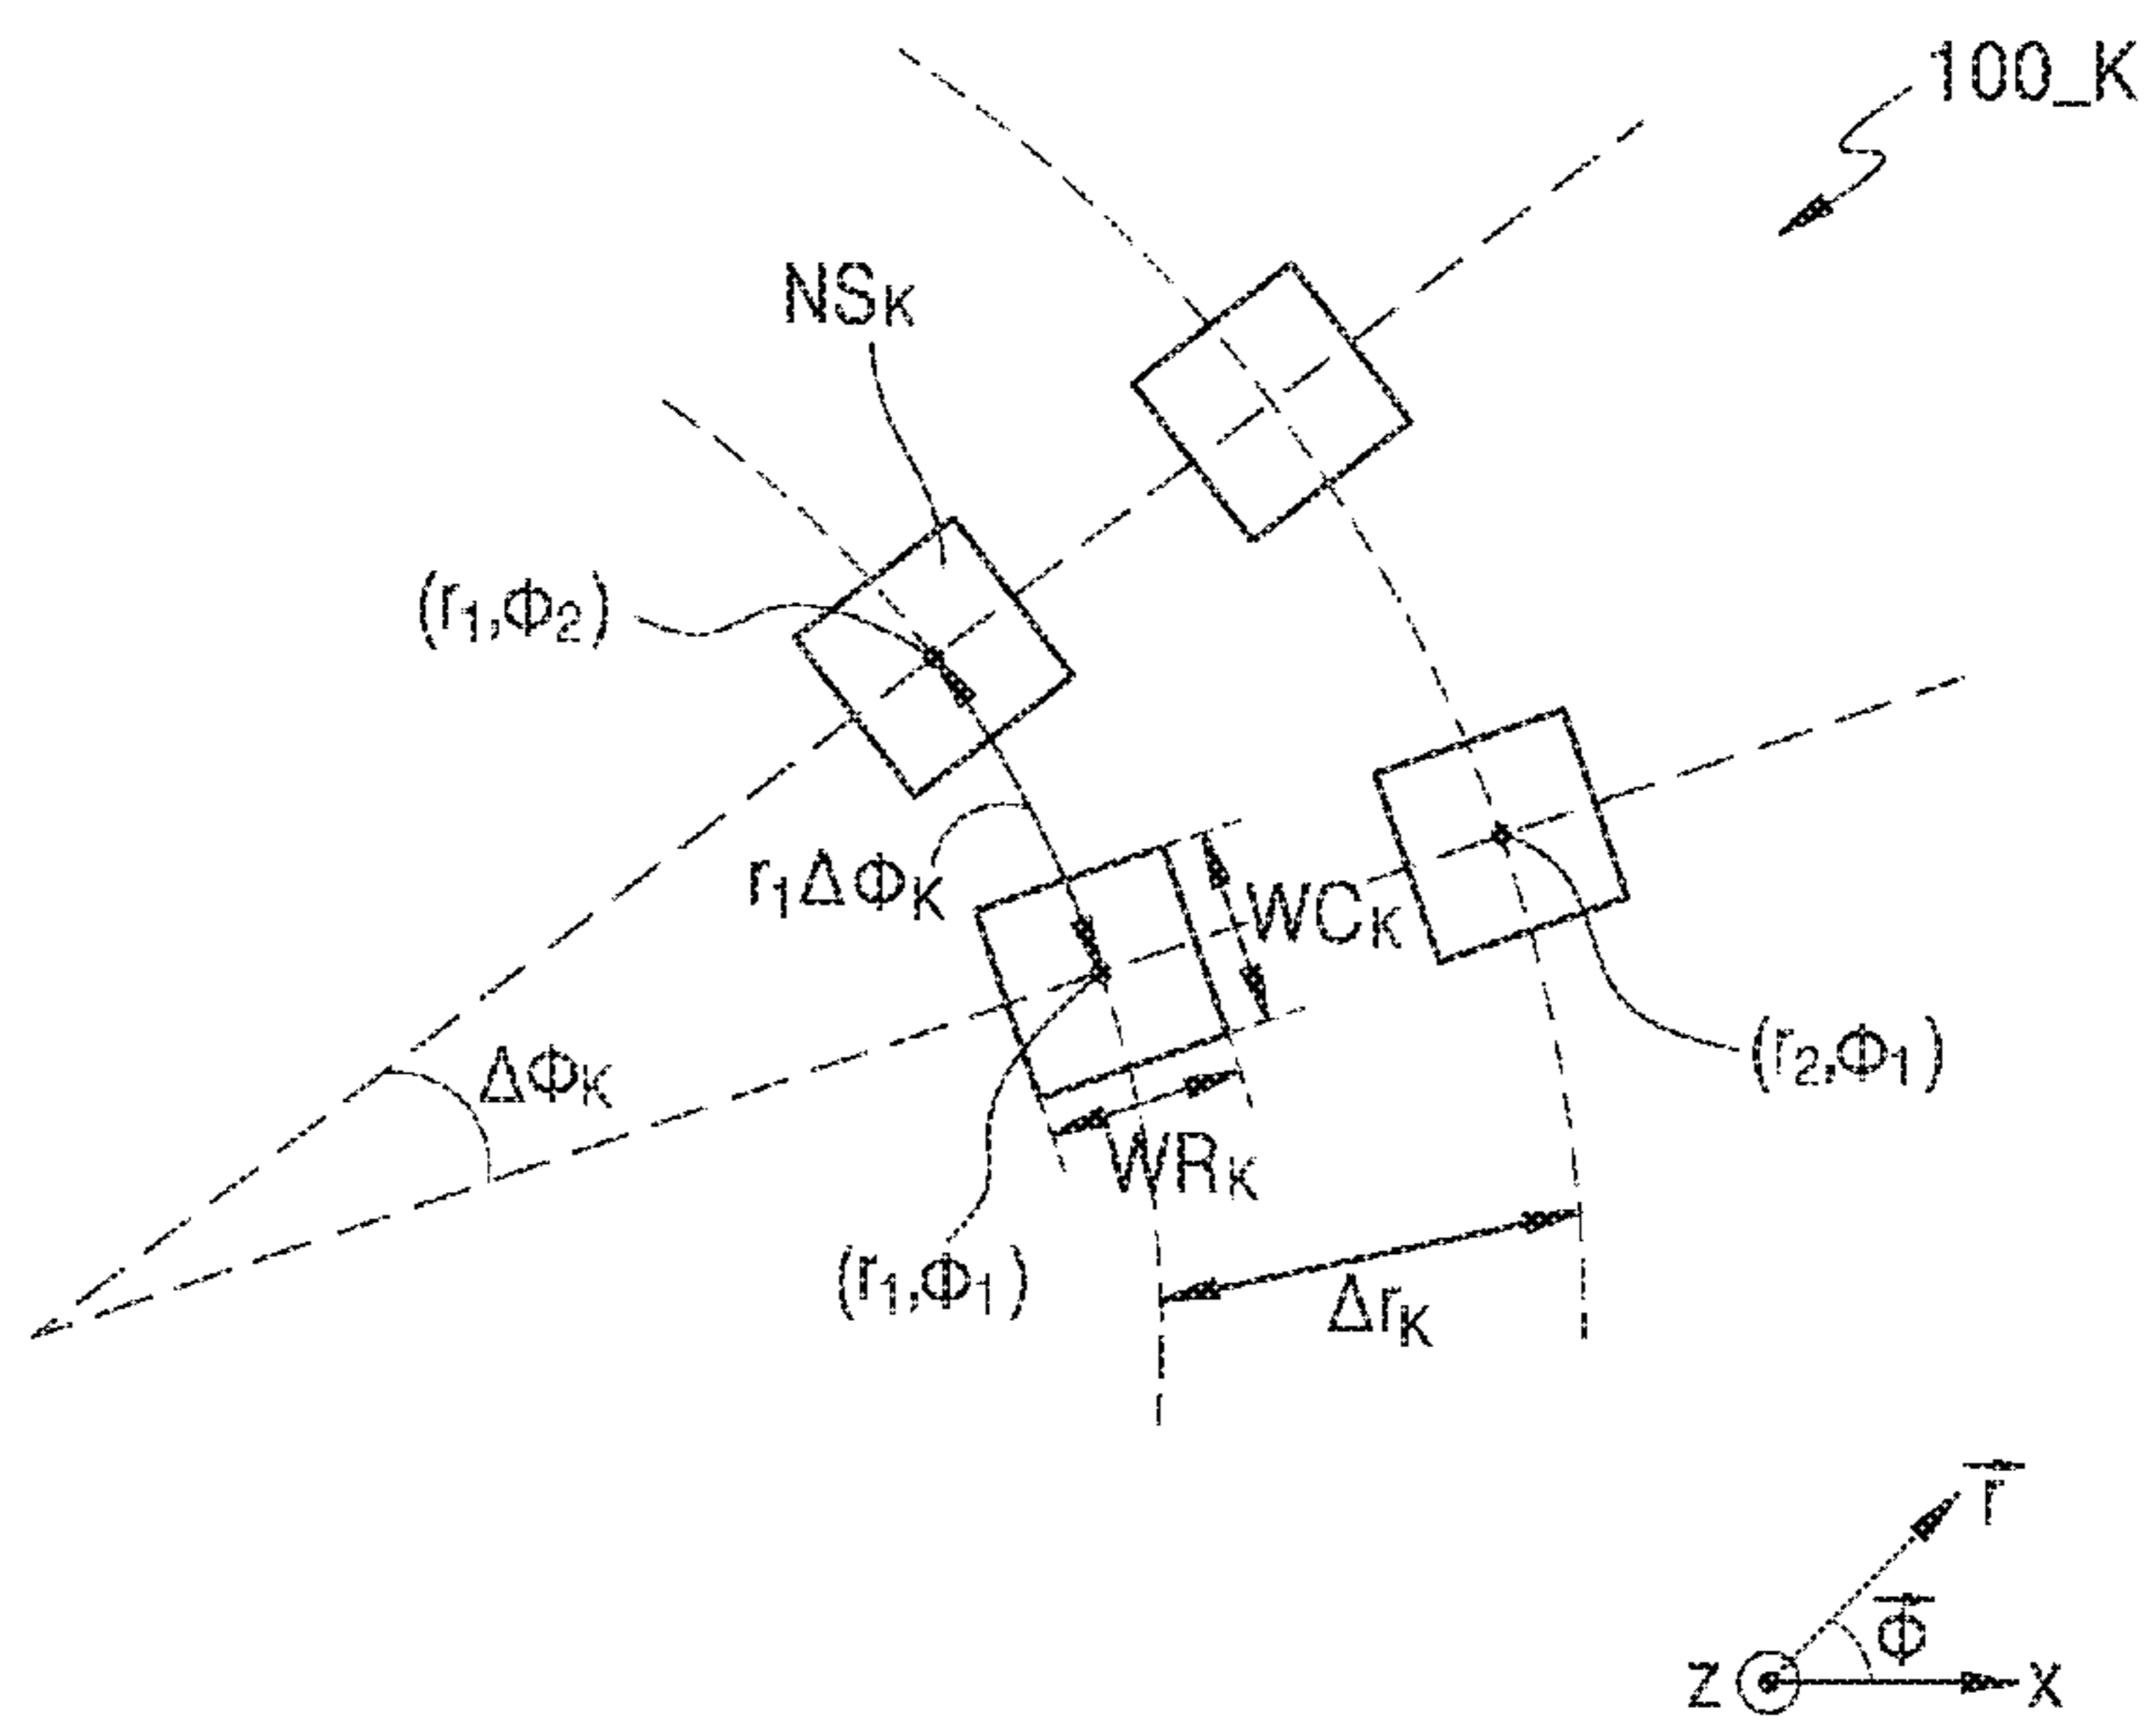 100_K
NSK
(r1,Φ2)
r1ΔΦK
WCK
ΔΦK
(r2,Φ1)
WRK
(r1,Φ1)
ΔrK
r
Φ
z
x